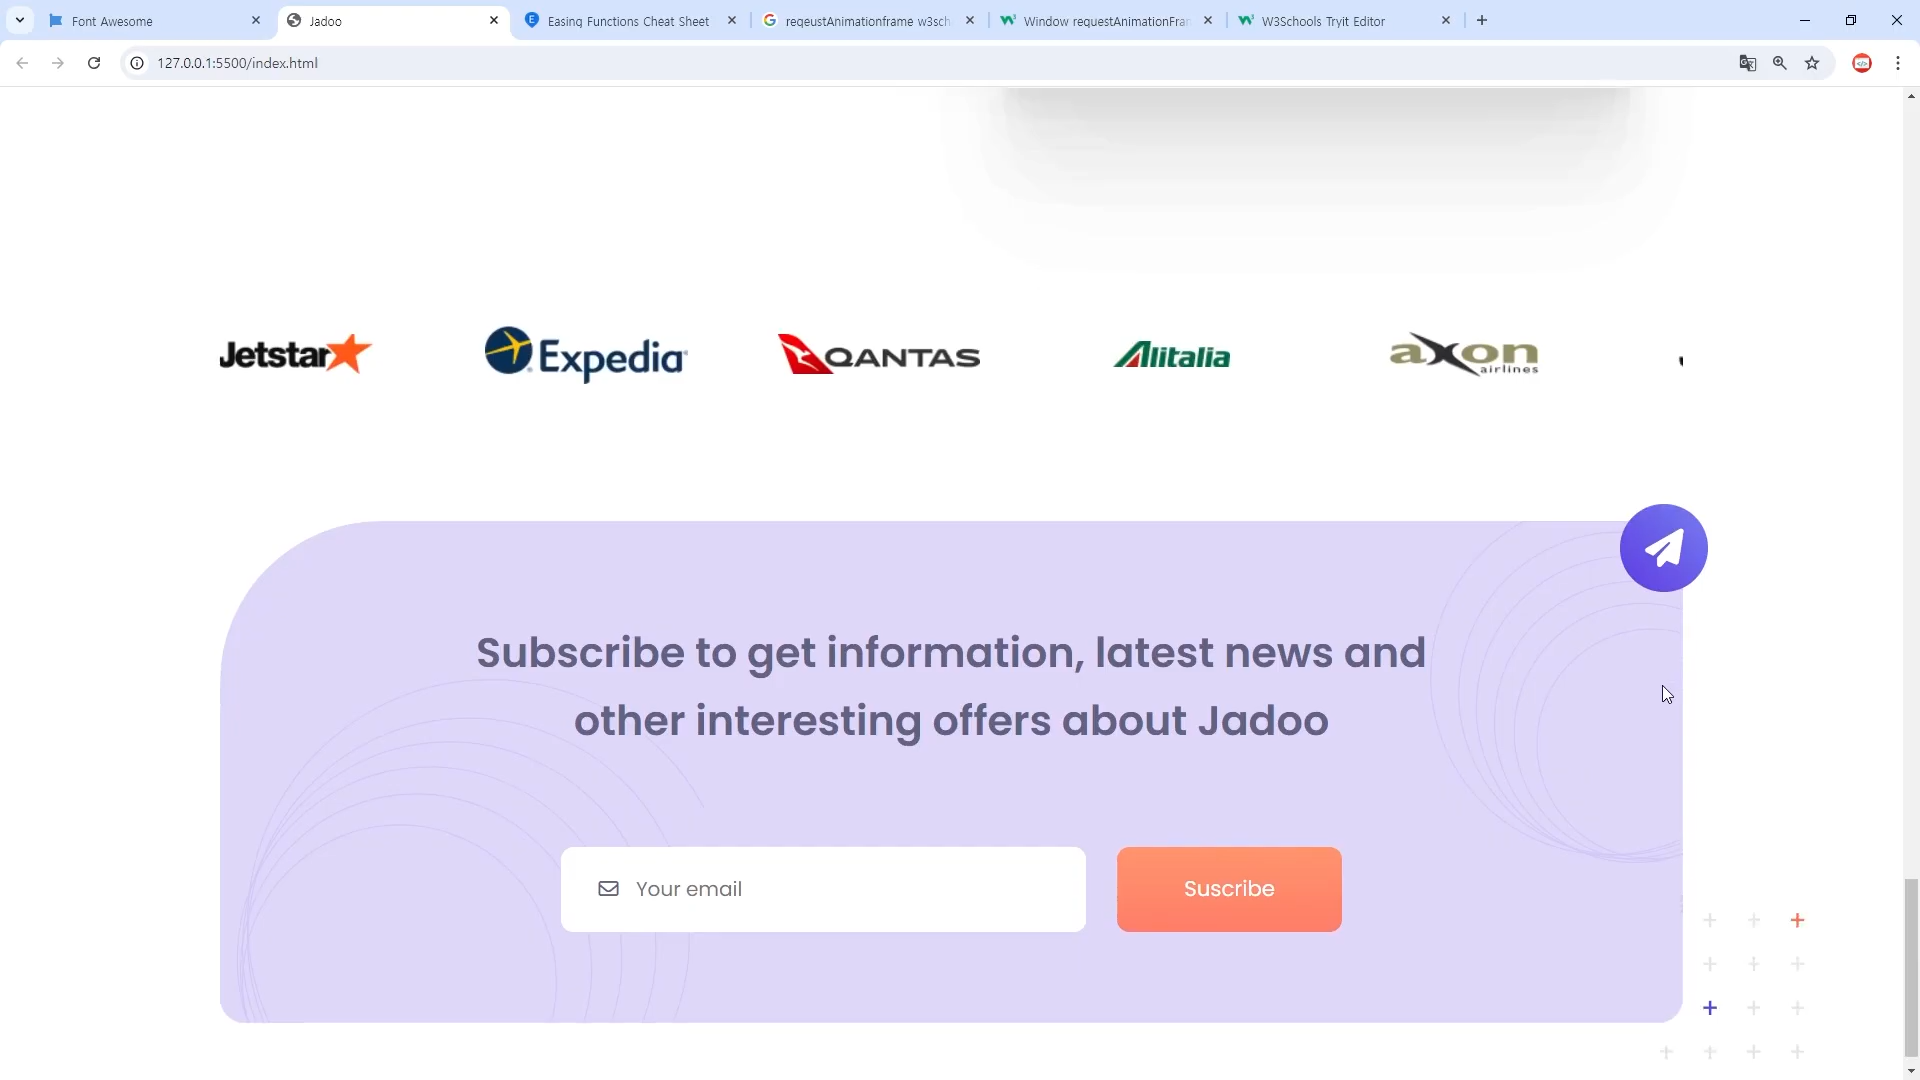 Font Awesome
Jadoo
Easing Functions Cheat Sheet
reqeustAnimationframe w3sch
Window requestAnimationFran
W3Schools Tryit Editor
127.0.0.1:5500/index.html
Jetstar
Expedia
QANTAS
Alitalia
axon
airlines
Subscribe to get information, latest news and
other interesting offers about Jadoo
Your email
Suscribe